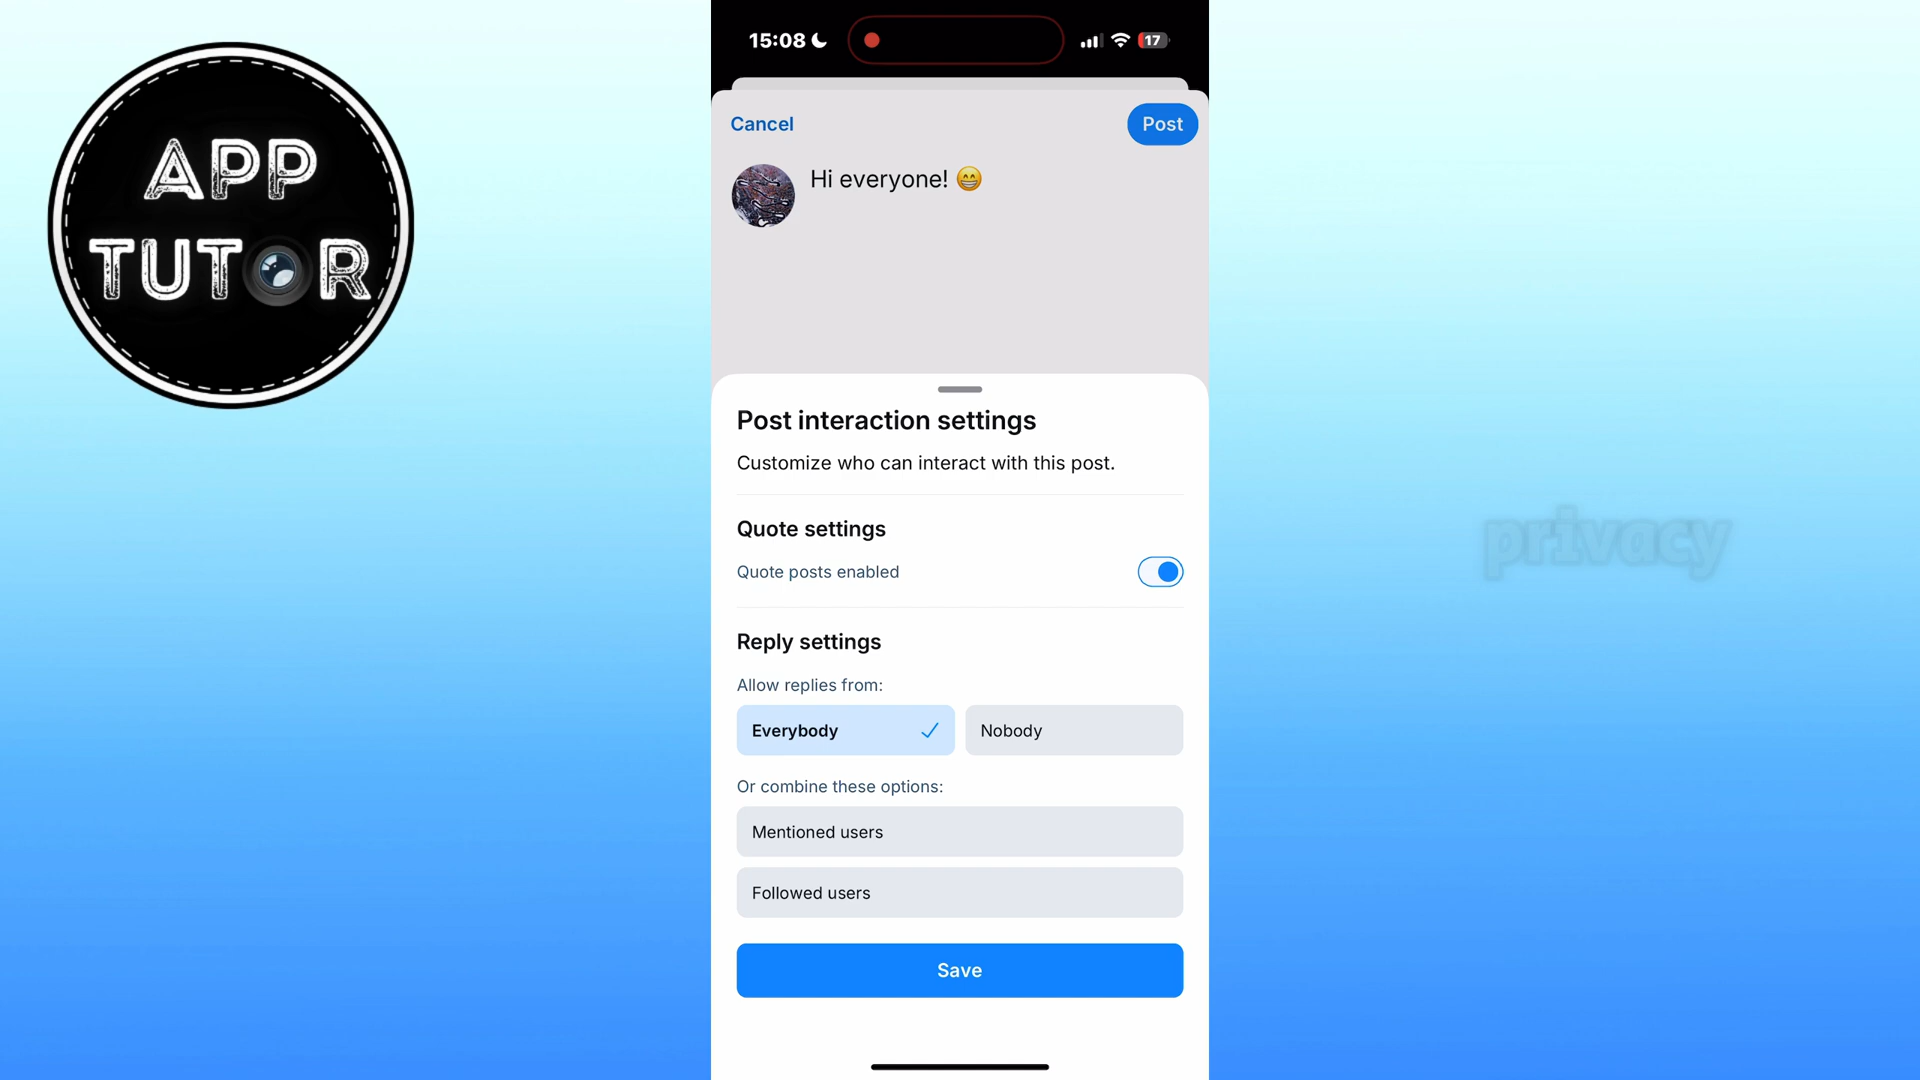 APP
TUTOR
15:08
17
Cancel
Post
Hi everyone! 😁
Post interaction settings
Customize who can interact with this post.
Quote settings
Quote posts enabled
Reply settings
Allow replies from:
Everybody
Nobody
Or combine these options:
Mentioned users
Followed users
Save
privacy